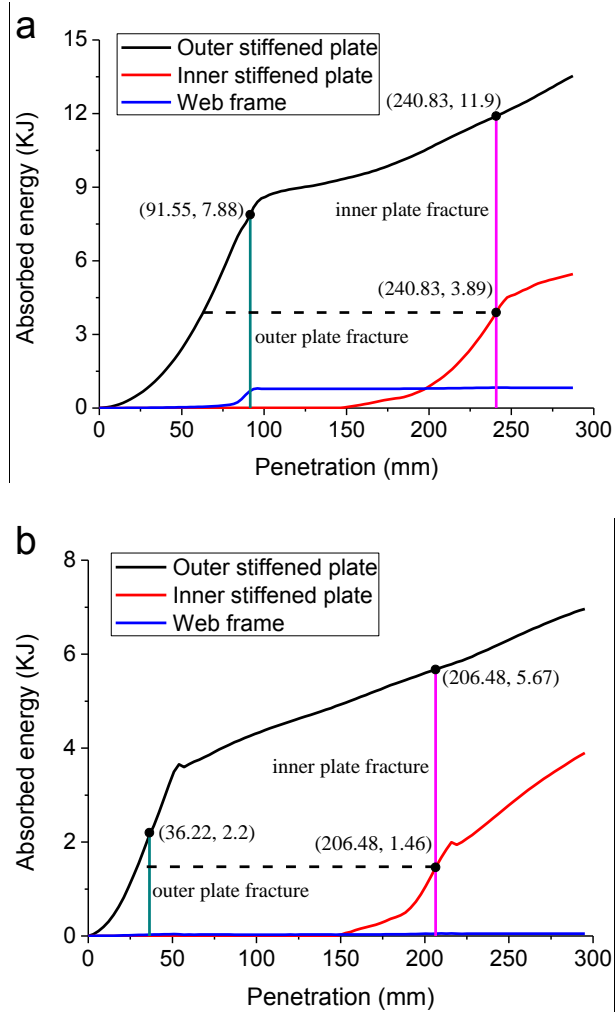 a
15
12
9
6
3
0
Absorbed energy (KJ)
Outer stiffened plate
Inner stiffened plate
Web frame
(240.83, 11.9)
(91.55, 7.88)
inner plate fracture
(240.83, 3.89)
outer plate fracture
0 50 100 150 200 250 300
Penetration (mm)
b
8
6
4
2
0
Absorbed energy (KJ)
Outer stiffened plate
Inner stiffened plate
Web frame
(206.48, 5.67)
inner plate fracture
(36.22, 2.2)
(206.48, 1.46)
outer plate fracture
0 50 100 150 200 250 300
Penetration (mm)